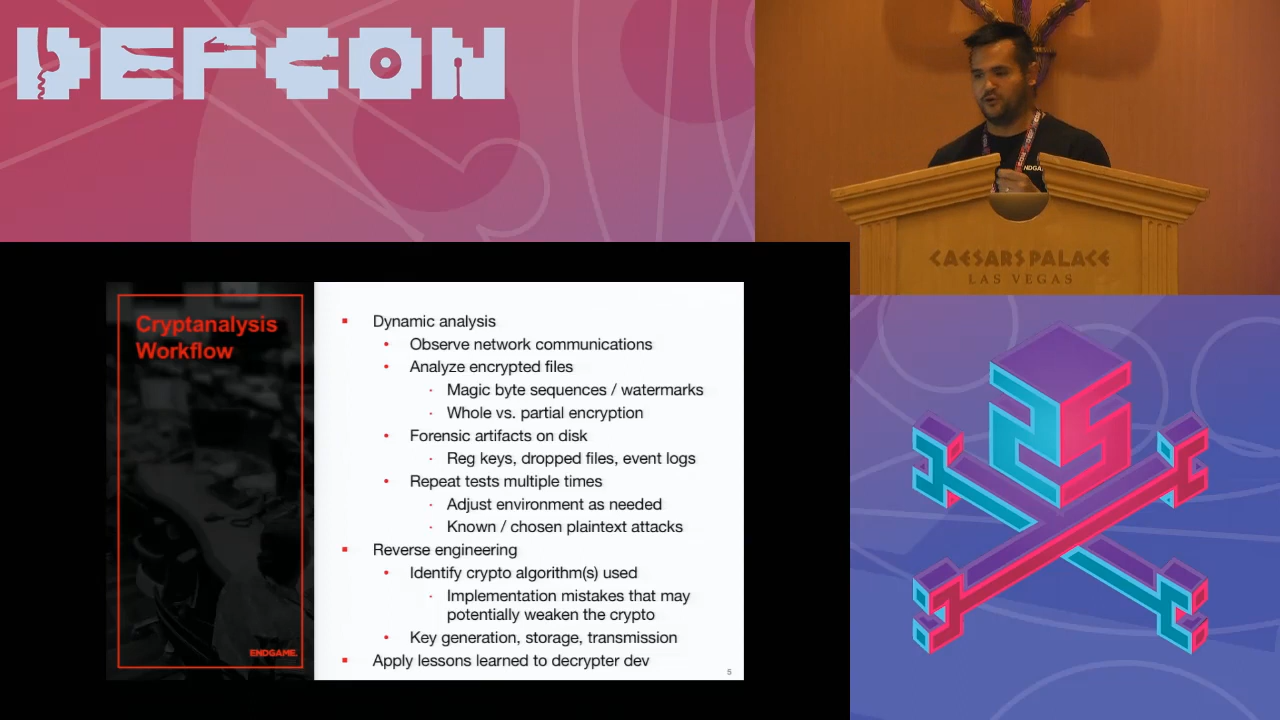 DEFCON
NDGA
CAESARS PALACE
LAS VEGAS
Cryptanalysis
Workflow
ENDGAME.
▪ Dynamic analysis
• Observe network communications
• Analyze encrypted files
· Magic byte sequences / watermarks
· Whole vs. partial encryption
• Forensic artifacts on disk
· Reg keys, dropped files, event logs
• Repeat tests multiple times
· Adjust environment as needed
· Known / chosen plaintext attacks
▪ Reverse engineering
• Identify crypto algorithm(s) used
· Implementation mistakes that may
potentially weaken the crypto
• Key generation, storage, transmission
▪ Apply lessons learned to decrypter dev
5
25